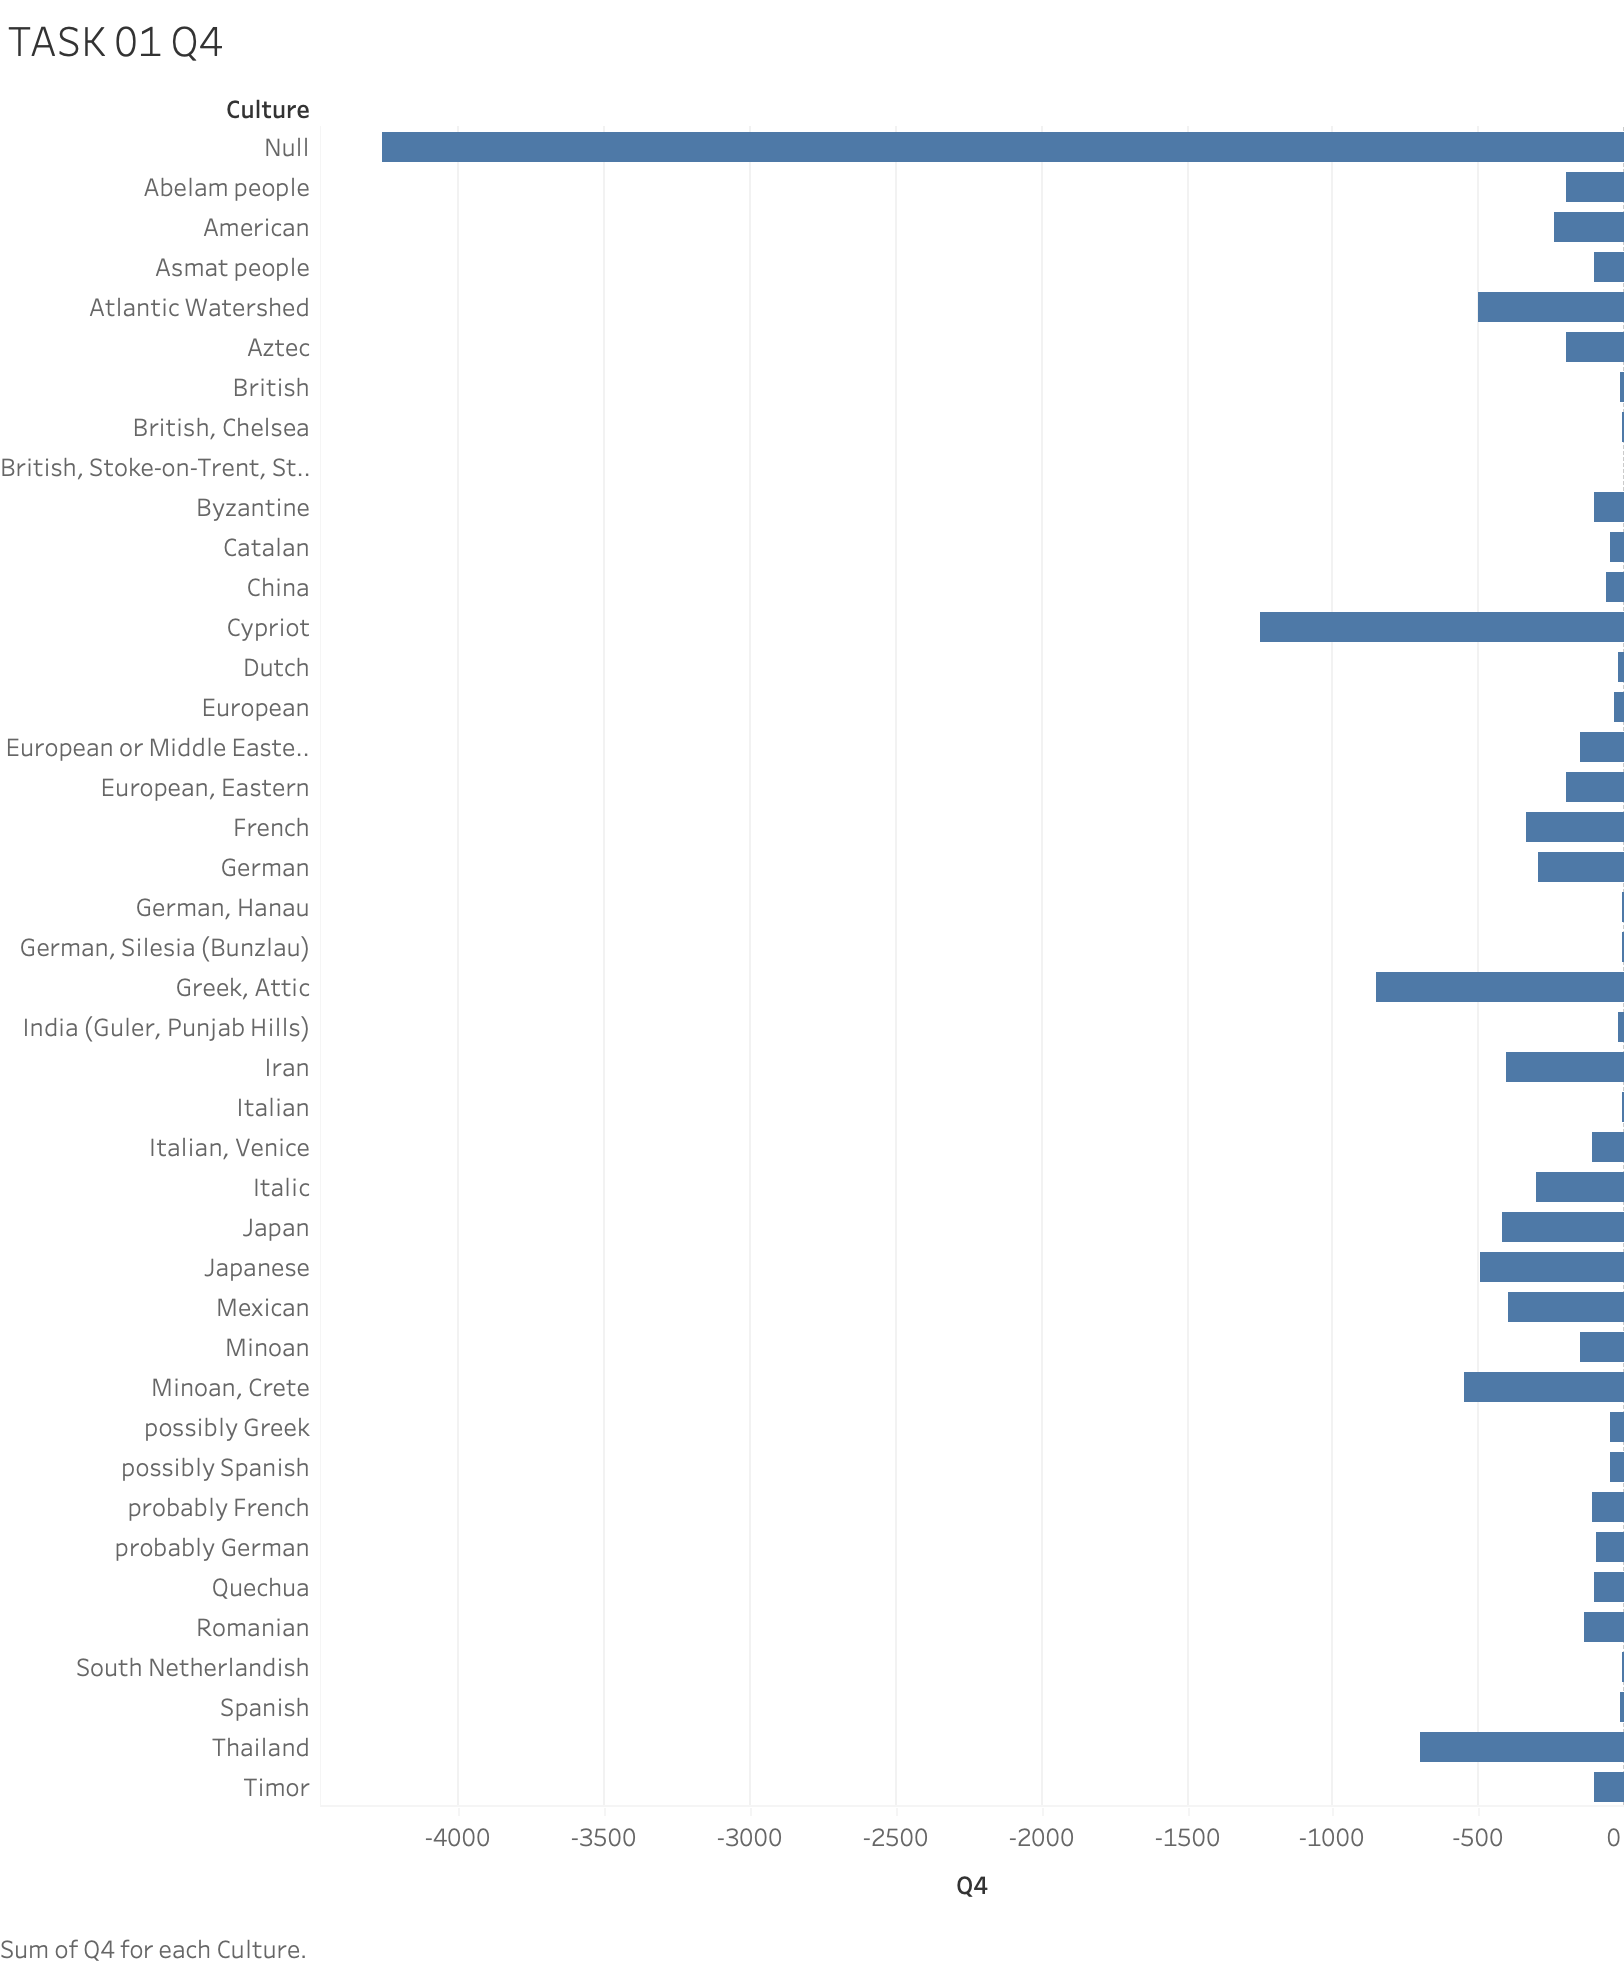 TASK 01 Q4
Culture
Null
Abelam people
American
Asmat people
Atlantic Watershed
Aztec
British
British, Chelsea
British, Stoke-on-Trent, St..
Byzantine
Catalan
China
Cypriot
Dutch
European
European or Middle Easte..
European, Eastern
French
German
German, Hanau
German, Silesia (Bunzlau)
Greek, Attic
India (Guler, Punjab Hills)
Iran
Italian
Italian, Venice
Italic
Japan
Japanese
Mexican
Minoan
Minoan, Crete
possibly Greek
possibly Spanish
probably French
probably German
Quechua
Romanian
South Netherlandish
Spanish
Thailand
Timor
-4000 -3500 -3000 -2500 -2000 -1500 -1000 -500 0
Q4
Sum of Q4 for each Culture.